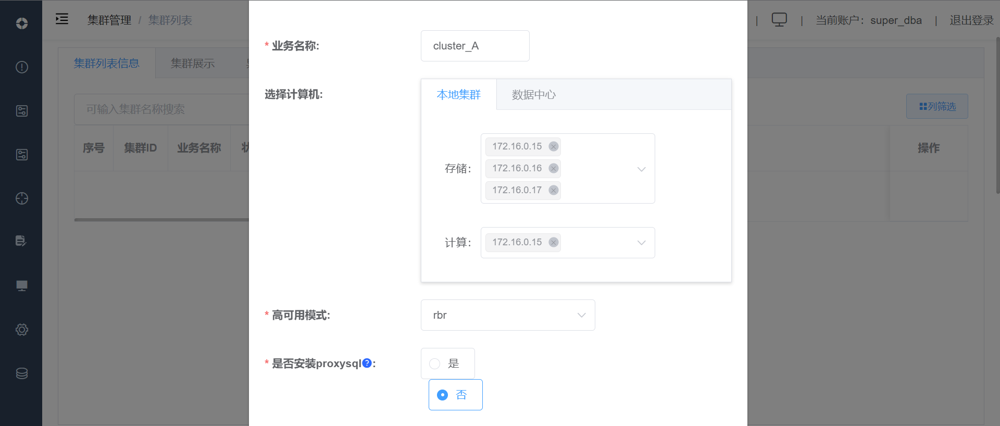 集群管理 / 集群列表
| | 当前账户：super_dba | 退出登录
集群列表信息
集群展示
可输入集群名称搜索
列筛选
序号
集群ID
业务名称
操作
* 业务名称:
cluster_A
选择计算机:
本地集群
数据中心
存储：
172.16.0.15
172.16.0.16
172.16.0.17
计算：
172.16.0.15
* 高可用模式:
rbr
* 是否安装proxysql?:
是
否